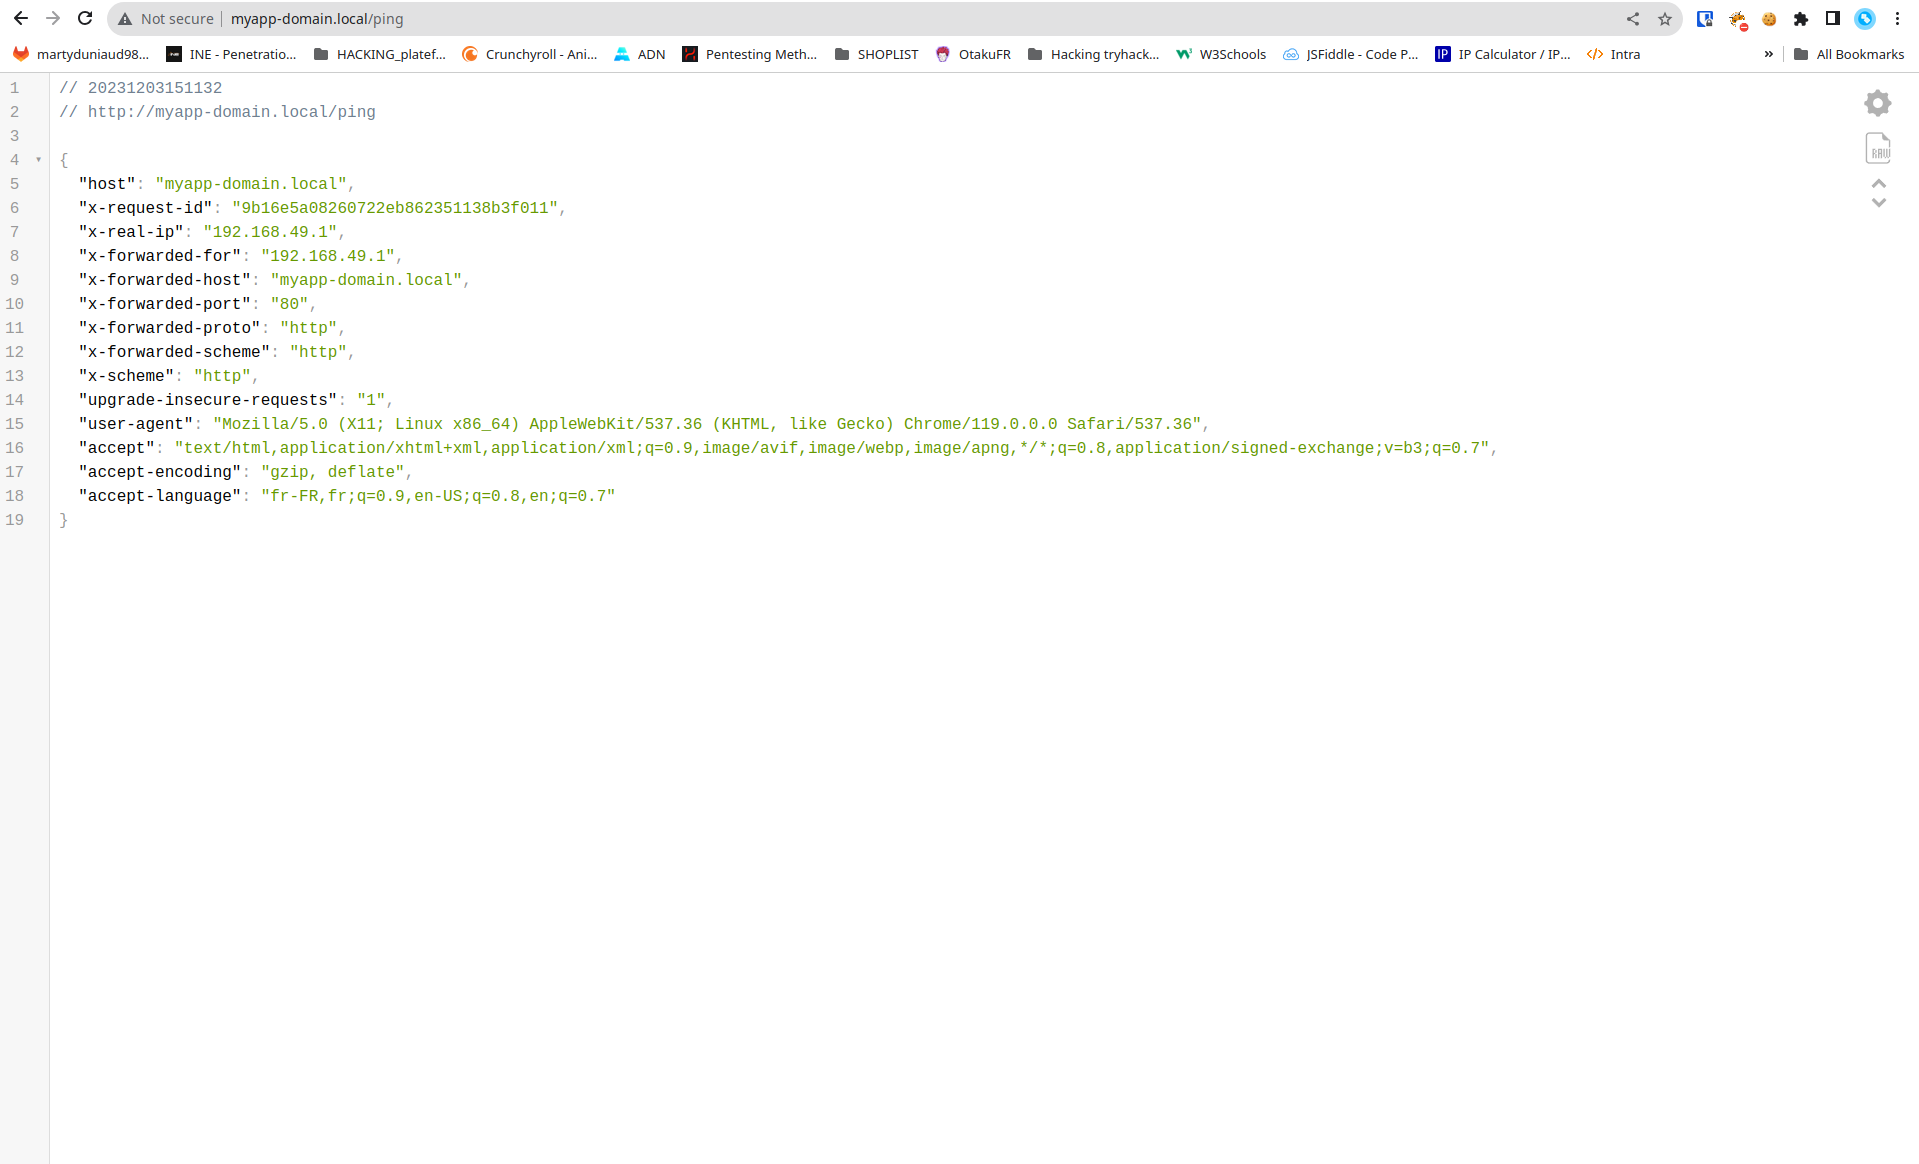 Not secure myapp-domain.local/ping
martyduniaud98... INE - Penetratio... HACKING_platef... Crunchyroll - Ani... ADN Pentesting Meth... SHOPLIST OtakuFR Hacking tryhack... W3Schools JSFiddle - Code P... IP IP Calculator / IP... Intra » All Bookmarks
1 // 20231203151132
2 // http://myapp-domain.local/ping
3
4 {
5 "host": "myapp-domain.local",
6 "x-request-id": "9b16e5a08260722eb862351138b3f011",
7 "x-real-ip": "192.168.49.1",
8 "x-forwarded-for": "192.168.49.1",
9 "x-forwarded-host": "myapp-domain.local",
10 "x-forwarded-port": "80",
11 "x-forwarded-proto": "http",
12 "x-forwarded-scheme": "http",
13 "x-scheme": "http",
14 "upgrade-insecure-requests": "1",
15 "user-agent": "Mozilla/5.0 (X11; Linux x86_64) AppleWebKit/537.36 (KHTML, like Gecko) Chrome/119.0.0.0 Safari/537.36",
16 "accept": "text/html,application/xhtml+xml,application/xml;q=0.9,image/avif,image/webp,image/apng,*/*;q=0.8,application/signed-exchange;v=b3;q=0.7",
17 "accept-encoding": "gzip, deflate",
18 "accept-language": "fr-FR,fr;q=0.9,en-US;q=0.8,en;q=0.7"
19 }
RAW